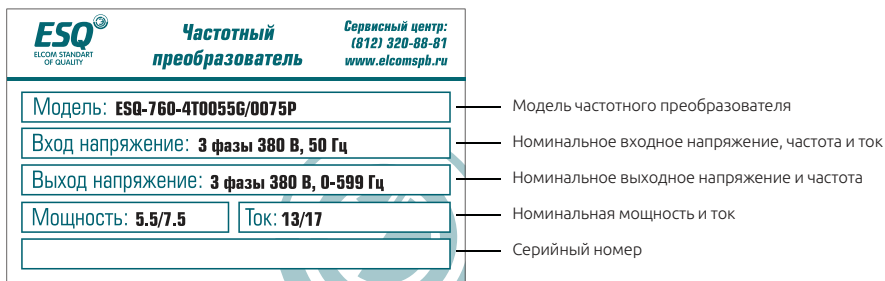 ESQ®
ELCOM STANDART
OF QUALITY
Частотный
преобразователь
Сервисный центр:
(812) 320-88-81
www.elcomspb.ru
Модель: ESQ-760-4T0055G/0075P
Модель частотного преобразователя
Вход напряжение: 3 фазы 380 В, 50 Гц
Номинальное входное напряжение, частота и ток
Выход напряжение: 3 фазы 380 В, 0-599 Гц
Номинальное выходное напряжение и частота
Мощность: 5.5/7.5 Ток: 13/17
Номинальная мощность и ток
Серийный номер